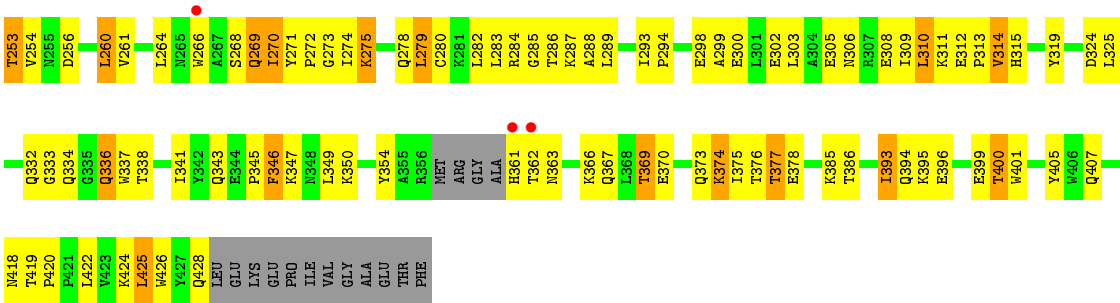 T253 V254 N255 D256 L260 V261 L264 N265 W266 A267 S268 Q269 I270 Y271 P272 G273 I274 K275 Q278 L279 C280 K281 L282 L283 R284 G285 T286 K287 A288 L289 I293 P294 E298 A299 E300 L301 E302 L303 A304 E305 N306 R307 E308 I309 L310 K311 E312 P313 V314 H315 Y319 D324 L325
Q332 G333 Q334 G335 Q336 W337 T338 I341 Y342 Q343 E344 P345 F346 K347 N348 L349 K350 Y354 A355 R356 MET ARG GLY ALA H361 T362 N363 K366 Q367 L368 T369 E370 Q373 K374 I375 T376 T377 E378 K385 T386 I393 Q394 K395 E396 E399 T400 W401 Y405 W406 Q407
N418 T419 P420 P421 L422 V423 K424 L425 W426 Y427 Q428 LEU GLU LYS GLU PRO ILE VAL GLY ALA GLU THR PHE